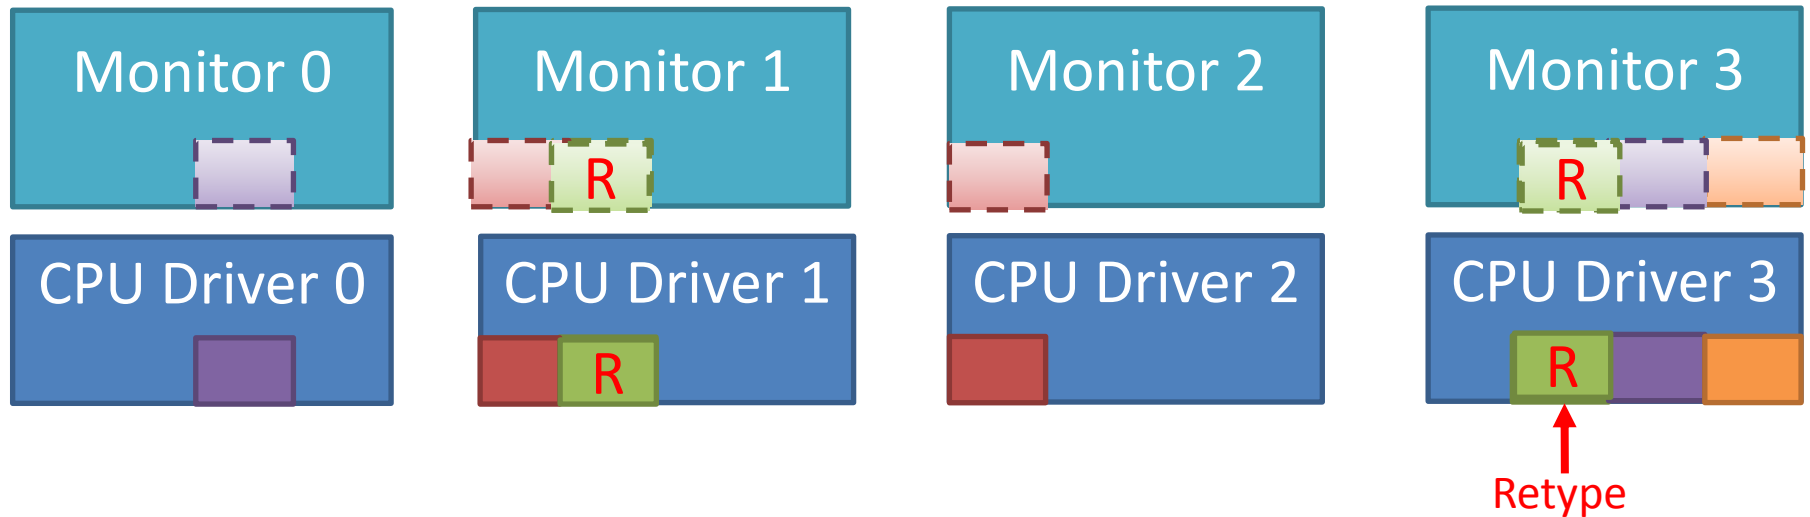 Monitor 0
Monitor 1
Monitor 2
Monitor 3
R
R
CPU Driver 0
CPU Driver 1
CPU Driver 2
CPU Driver 3
R
R
Retype